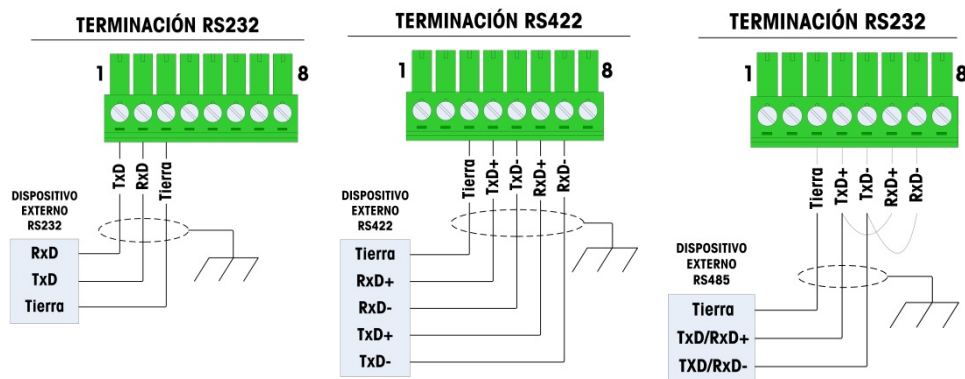 TERMINACIÓN RS232
1
8
TxD
RxD
Tierra
DISPOSITIVO
EXTERNO
RS232
RxD
TxD
Tierra
TERMINACIÓN RS422
1
8
Tierra
TxD+
TxD-
RxD+
RxD-
DISPOSITIVO
EXTERNO
RS422
Tierra
RxD+
RxD-
TxD+
TxD-
TERMINACIÓN RS232
1
8
Tierra
TxD+
TxD-
RxD+
RxD-
DISPOSITIVO
EXTERNO
RS485
Tierra
TxD/RxD+
TXD/RxD-